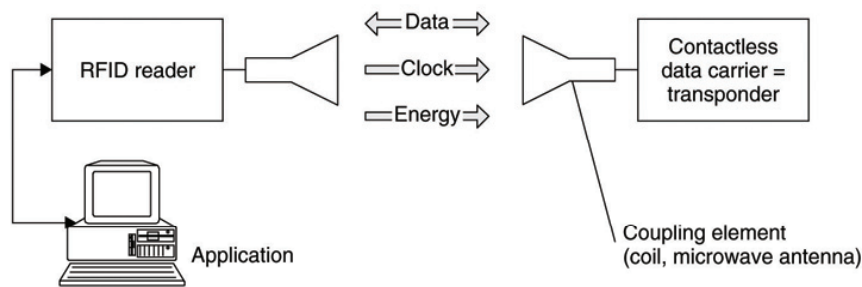 RFID reader
Data
Clock
Energy
Contactless
data carrier =
transponder
Application
Coupling element
(coil, microwave antenna)